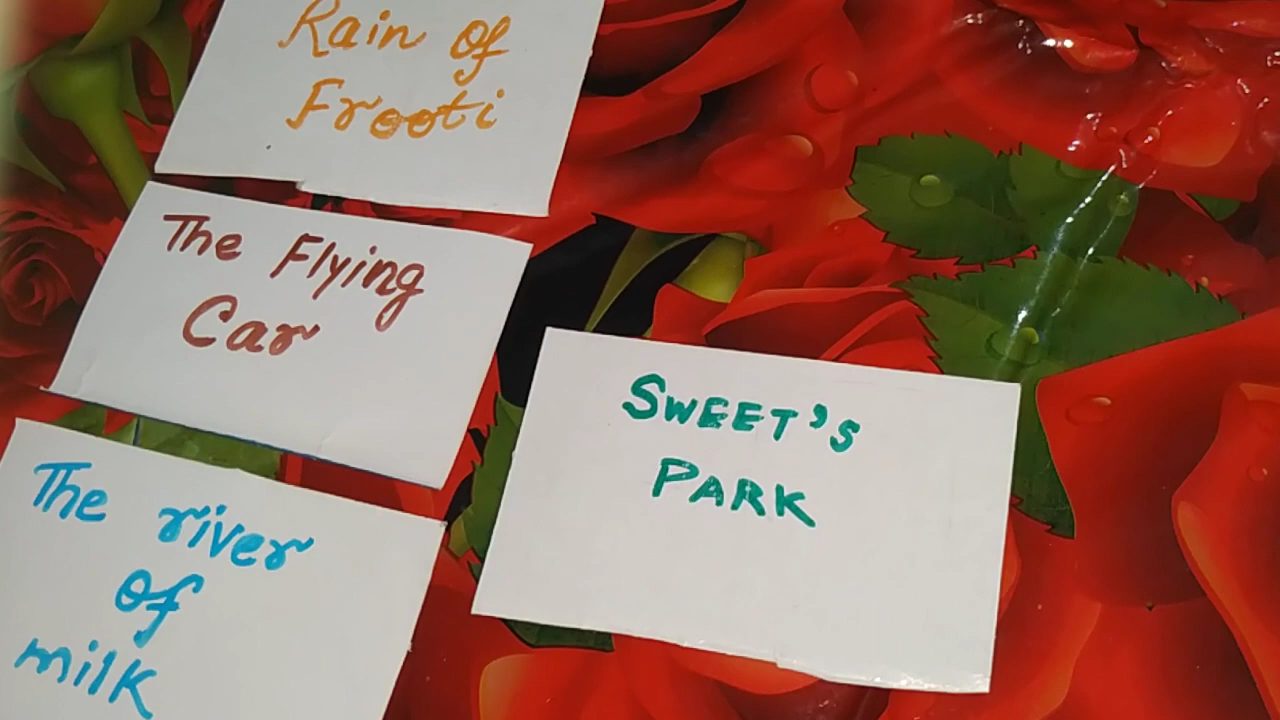 Rain Of
Frooti
The Flying
Car
The river
Of
milk
SWEET'S
PARK